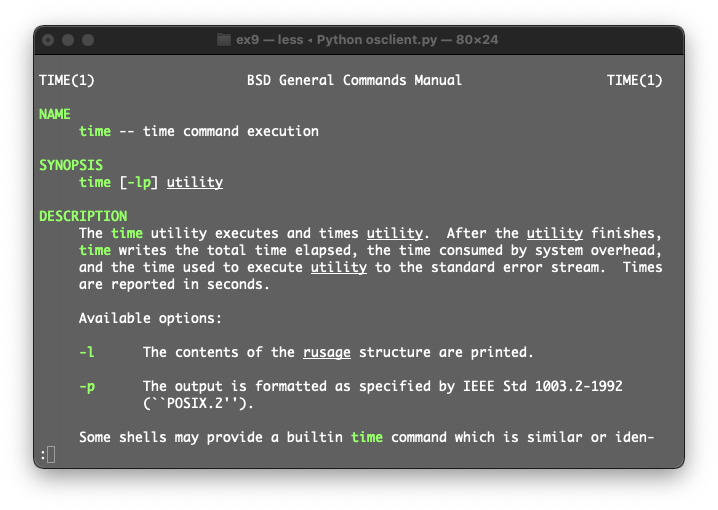 ex9 — less ◂ Python osclient.py — 80×24
TIME(1) BSD General Commands Manual TIME(1)
NAME
time -- time command execution
SYNOPSIS
time [-lp] utility
DESCRIPTION
The time utility executes and times utility.  After the utility finishes,
time writes the total time elapsed, the time consumed by system overhead,
and the time used to execute utility to the standard error stream.  Times
are reported in seconds.
Available options:
-l The contents of the rusage structure are printed.
-p The output is formatted as specified by IEEE Std 1003.2-1992
(``POSIX.2'').
Some shells may provide a builtin time command which is similar or iden-
: